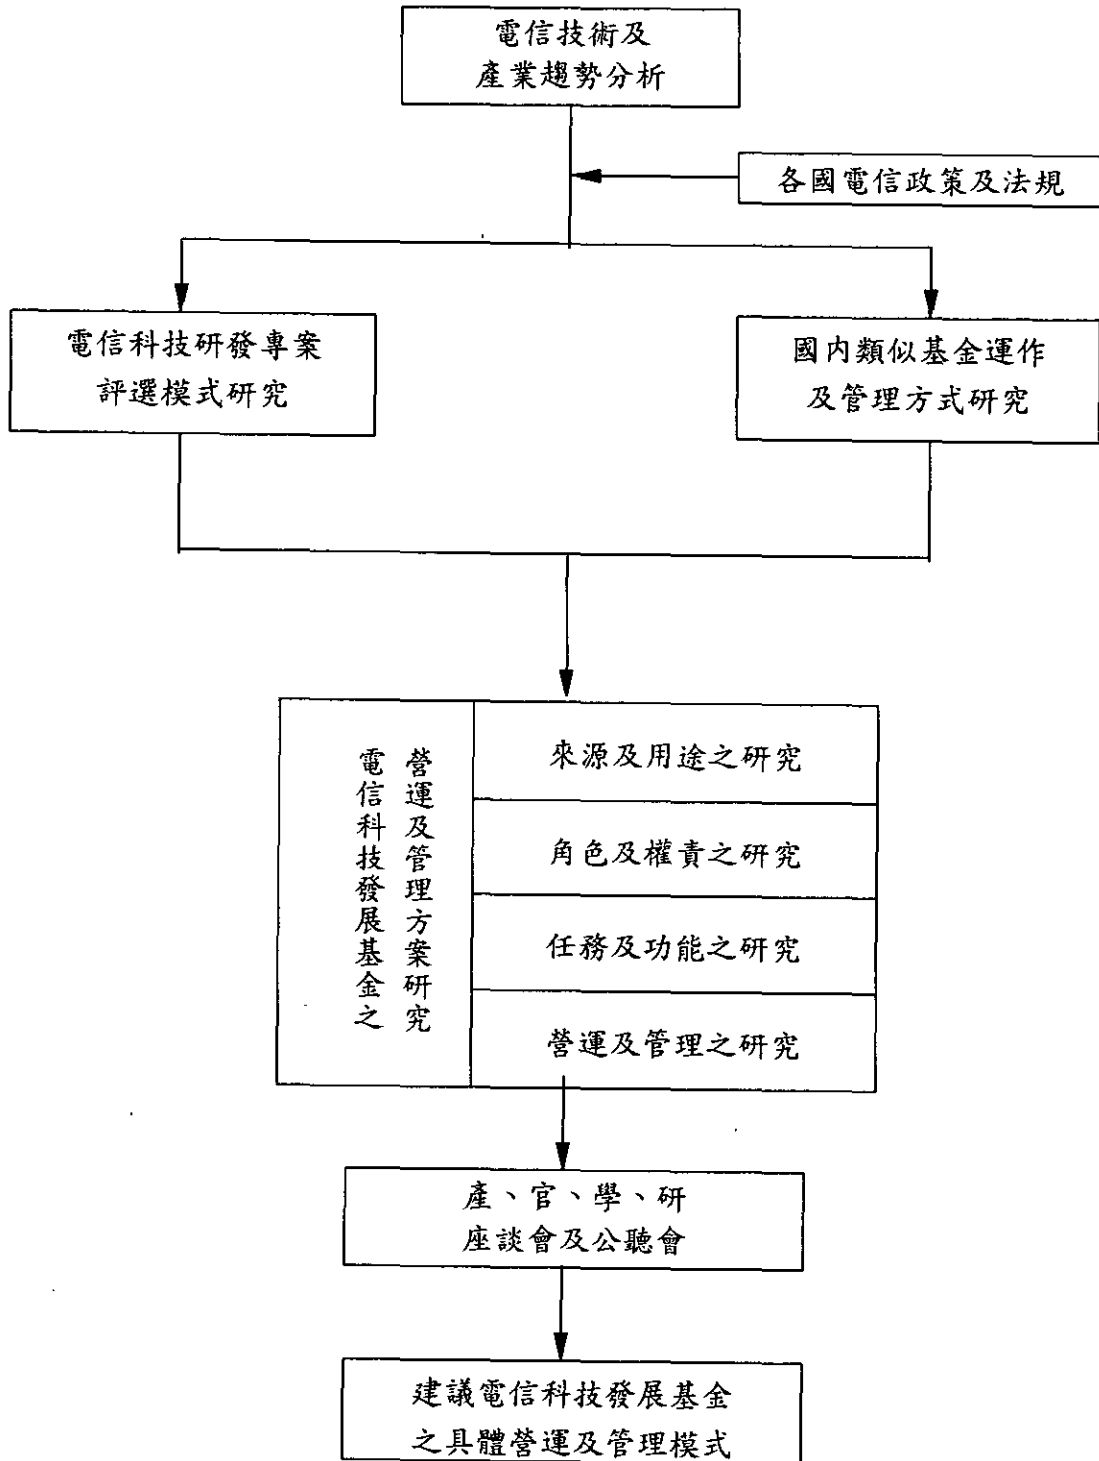 電信技術及
產業趨勢分析
各國電信政策及法規
電信科技研發專案
評選模式研究
國內類似基金運作
及管理方式研究
電信科技發展基金之
營運及管理方案研究
來源及用途之研究
角色及權責之研究
任務及功能之研究
營運及管理之研究
產、官、學、研
座談會及公聽會
建議電信科技發展基金
之具體營運及管理模式